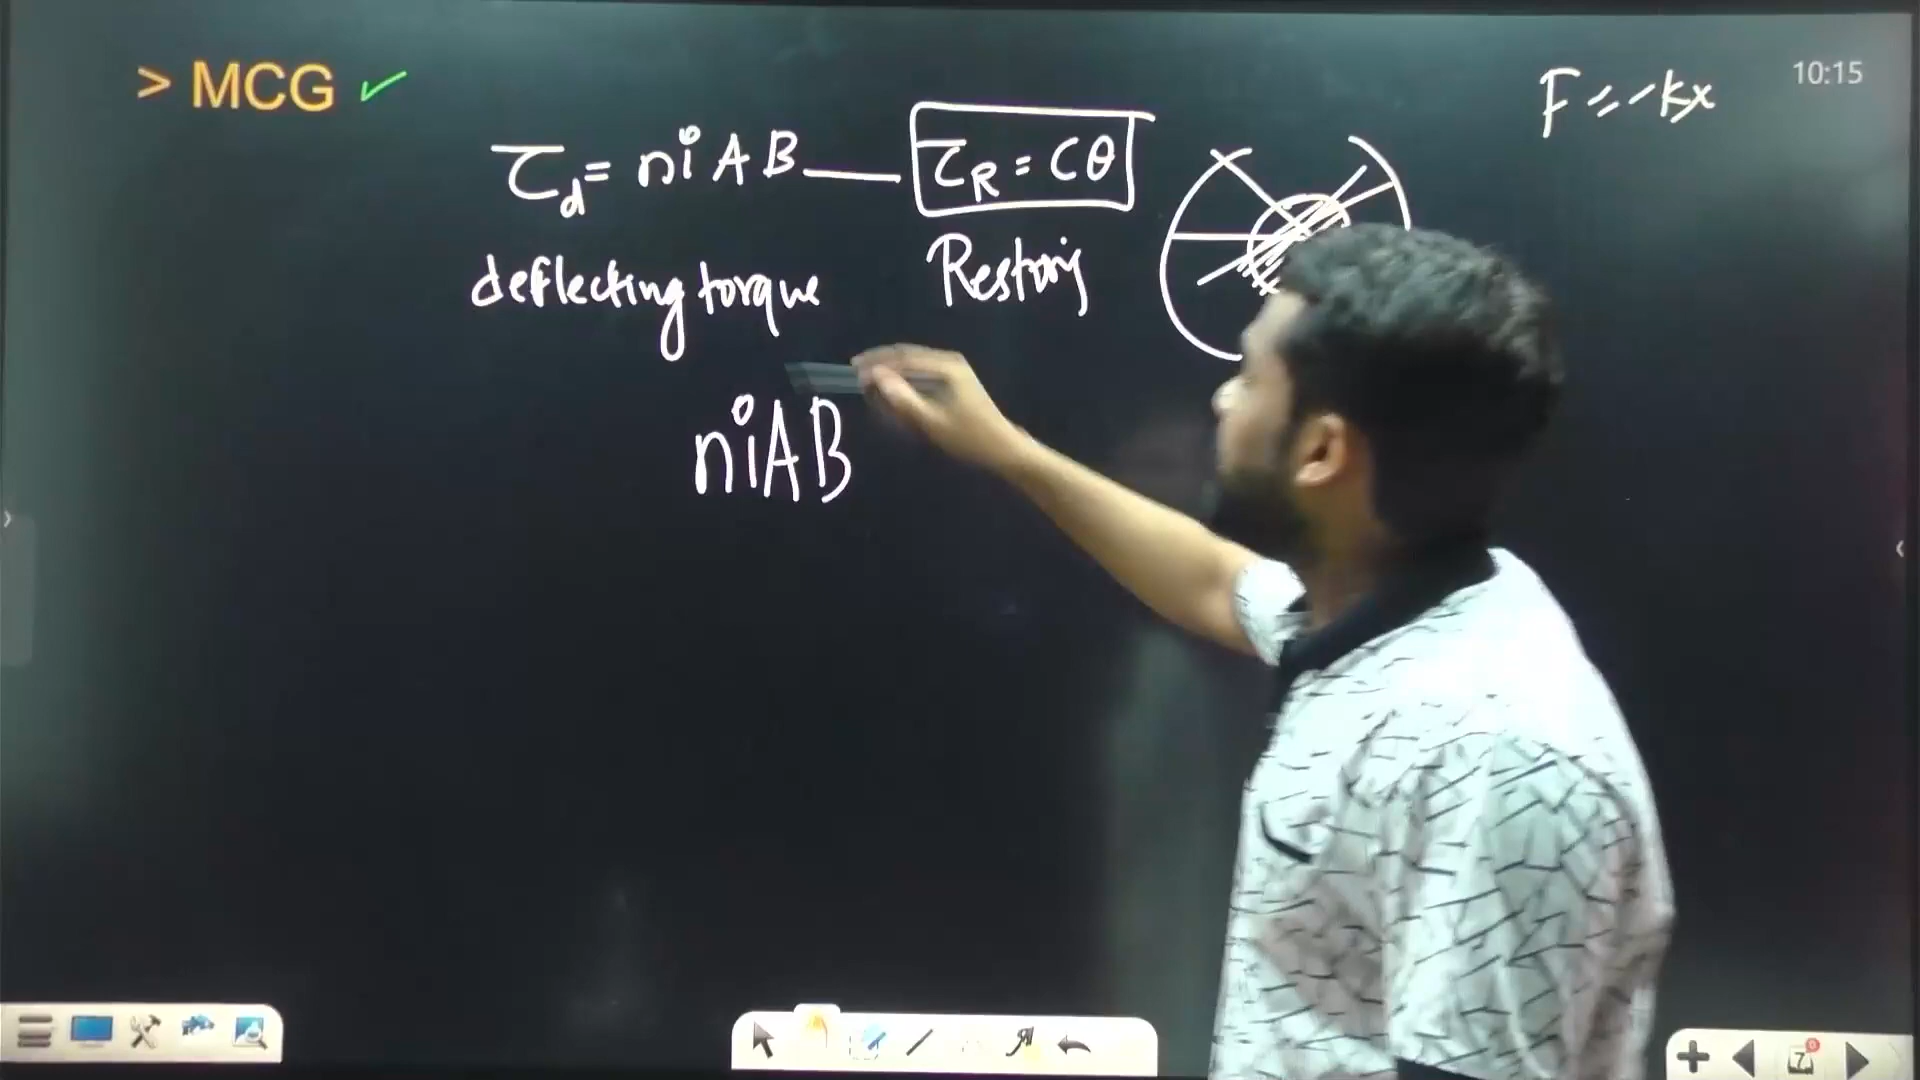 > MCG ✓
10:15
F = -kx
τd = niAB — τR = Cθ
deflecting torque
Restoring
niAB